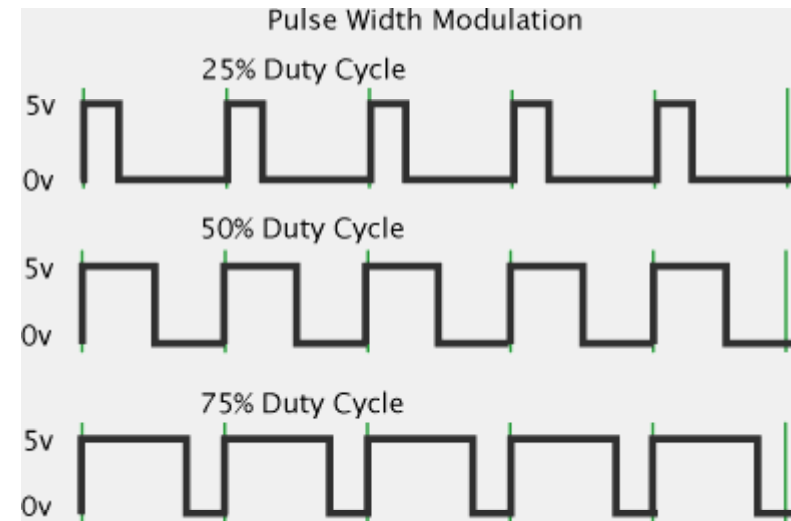 Pulse Width Modulation
25% Duty Cycle
5v
0v
50% Duty Cycle
5v
0v
75% Duty Cycle
5v
0v